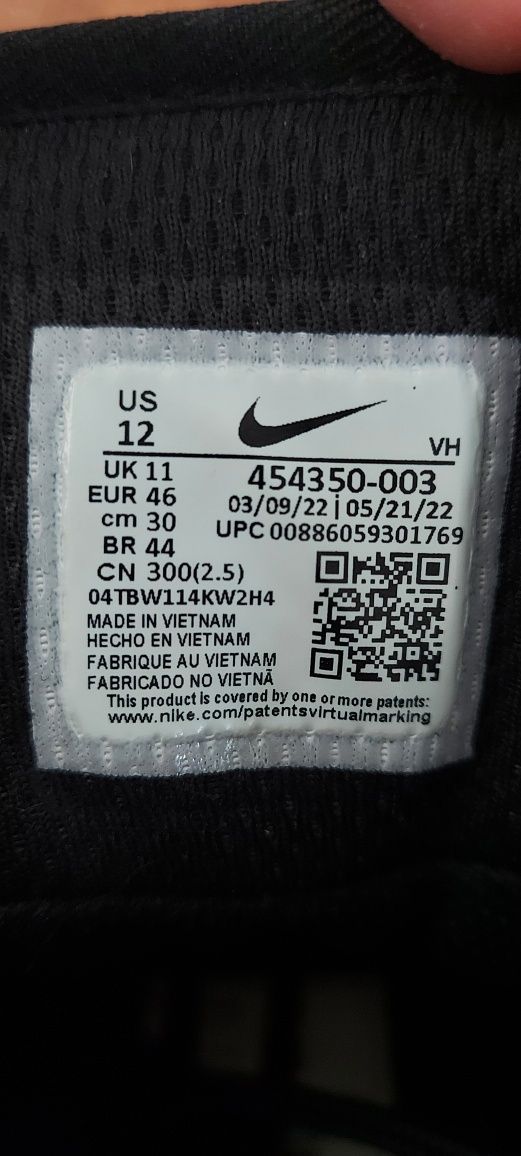 US
12
VH
UK 11
454350-003
EUR 46
03/09/22 | 05/21/22
cm 30
UPC 00886059301769
BR 44
CN 300(2.5)
04TBW114KW2H4
MADE IN VIETNAM
HECHO EN VIETNAM
FABRIQUE AU VIETNAM
FABRICADO NO VIETNÃ
This product is covered by one or more patents:
www.nike.com/patentsvirtualmarking